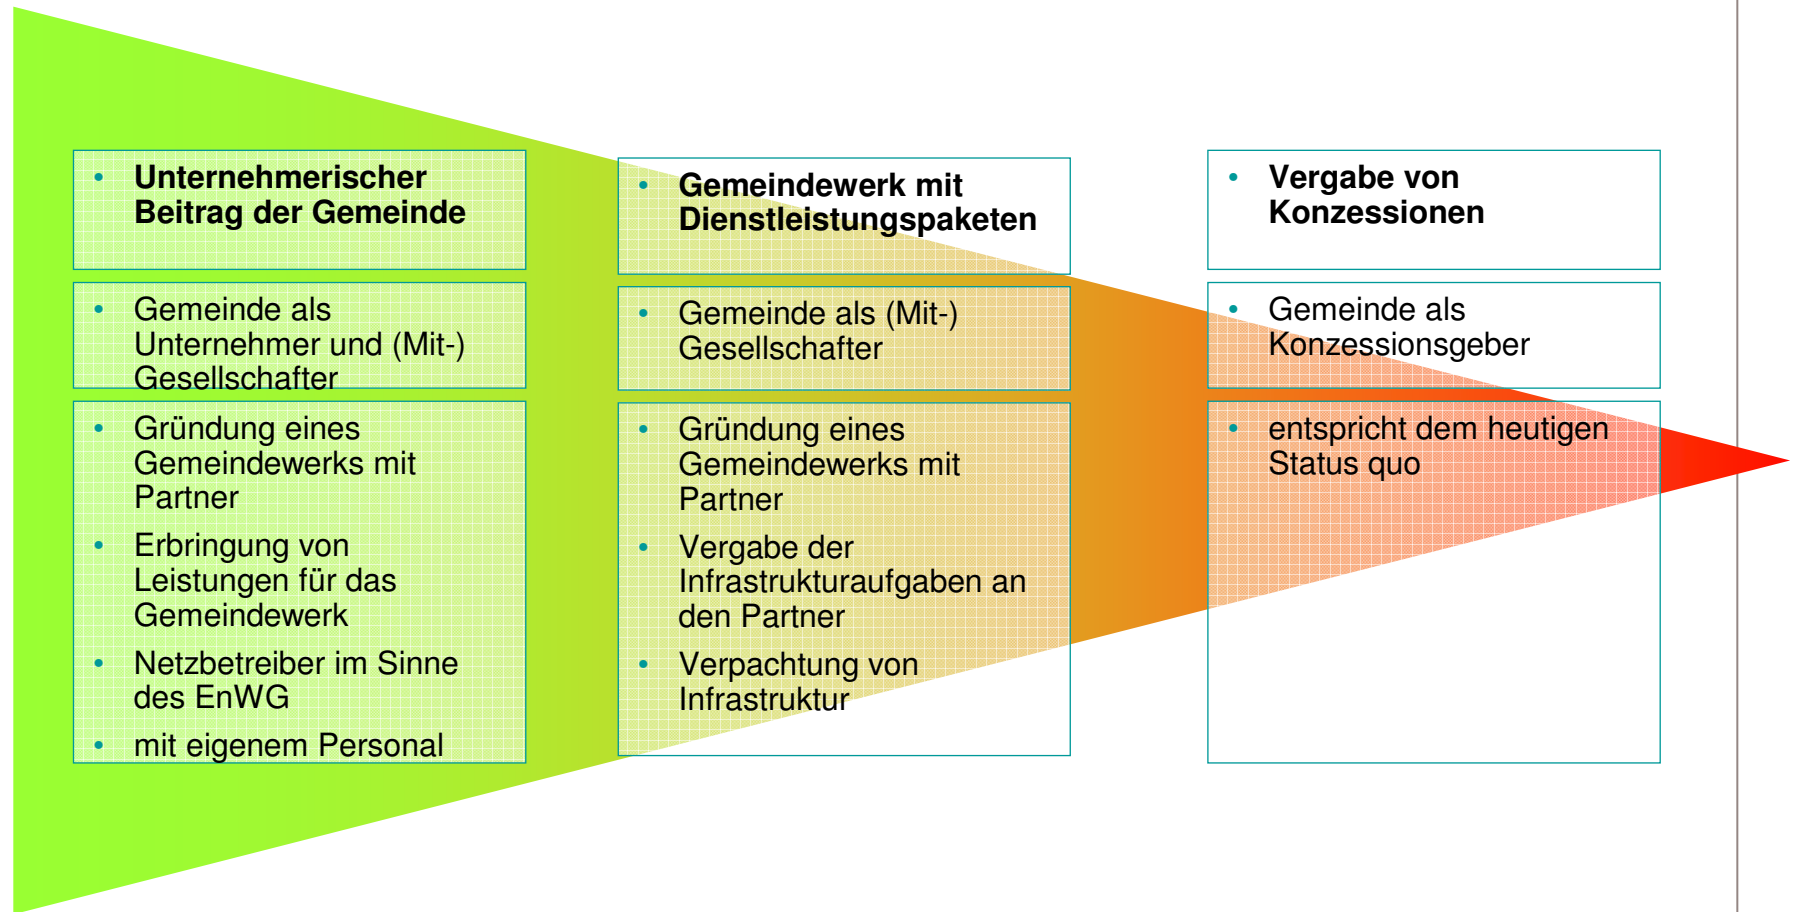 • Unternehmerischer
Beitrag der Gemeinde
• Gemeinde als
Unternehmer und (Mit-)
Gesellschafter
• Gründung eines
Gemeindewerks mit
Partner
• Erbringung von
Leistungen für das
Gemeindewerk
• Netzbetreiber im Sinne
des EnWG
• mit eigenem Personal
• Gemeindewerk mit
Dienstleistungspaketen
• Gemeinde als (Mit-)
Gesellschafter
• Gründung eines
Gemeindewerks mit
Partner
• Vergabe der
Infrastrukturaufgaben an
den Partner
• Verpachtung von
Infrastruktur
• Vergabe von
Konzessionen
• Gemeinde als
Konzessionsgeber
• entspricht dem heutigen
Status quo